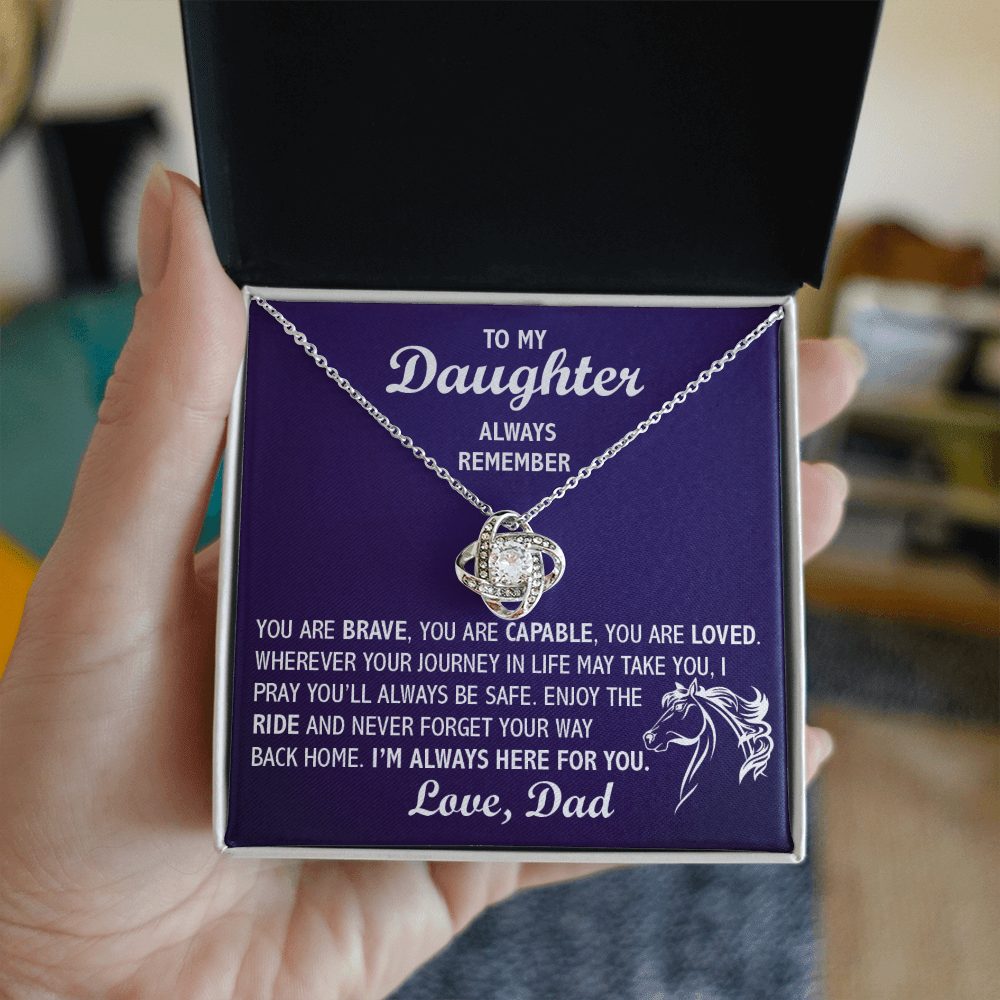 TO MY
Daughter
ALWAYS
REMEMBER
YOU ARE BRAVE, YOU ARE CAPABLE, YOU ARE LOVED.
WHEREVER YOUR JOURNEY IN LIFE MAY TAKE YOU, I
PRAY YOU'LL ALWAYS BE SAFE. ENJOY THE
RIDE AND NEVER FORGET YOUR WAY
BACK HOME. I'M ALWAYS HERE FOR YOU.
Love, Dad